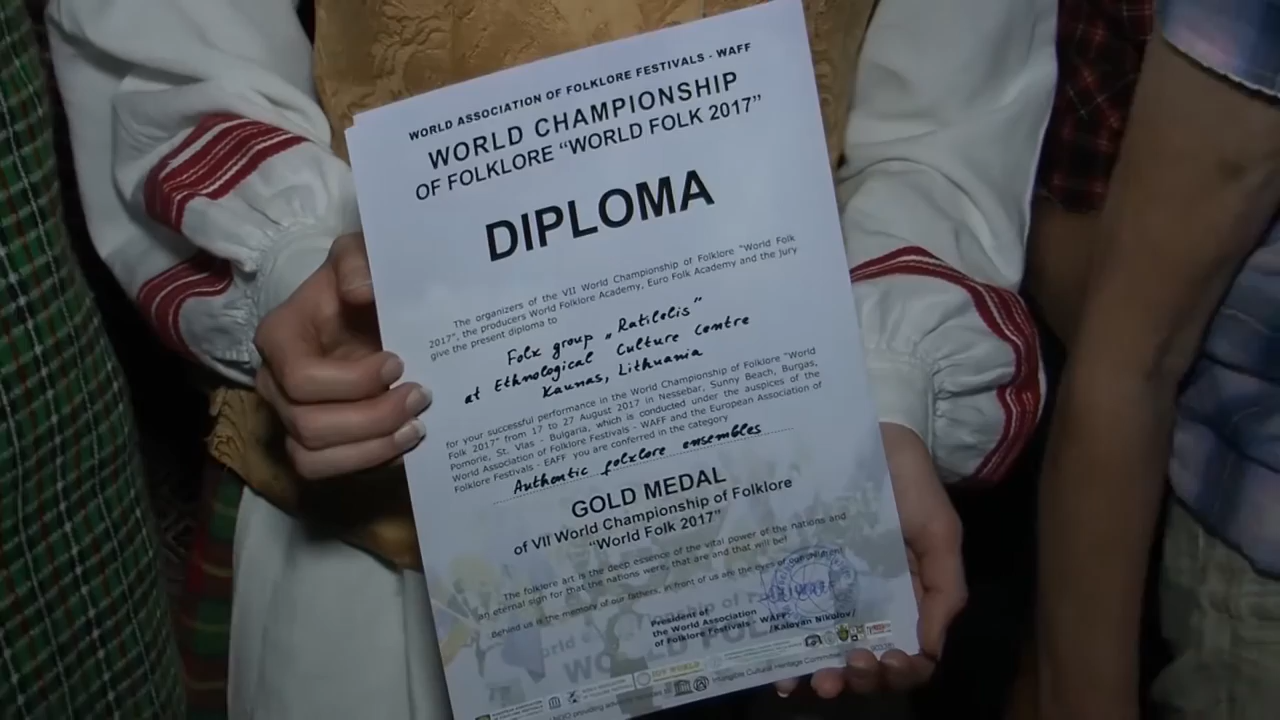 WORLD ASSOCIATION OF FOLKLORE FESTIVALS - WAFF
WORLD CHAMPIONSHIP
OF FOLKLORE “WORLD FOLK 2017”
DIPLOMA
The organizers of the VII World Championship of Folklore “World Folk
2017”, the producers World Folklore Academy, Euro Folk Academy and the jury
give the present diploma to
Folk group „Ratilelis”
at Ethnological Culture Centre
Kaunas, Lithuania
for your successful performance in the World Championship of Folklore “World
Folk 2017” from 17 to 27 August 2017 in Nessebar, Sunny Beach, Burgas,
Pomorie, St. Vlas - Bulgaria, which is conducted under the auspices of the
World Association of Folklore Festivals - WAFF and the European Association of
Folklore Festivals - EAFF you are conferred in the category
Authentic folklore ensembles
GOLD MEDAL
of VII World Championship of Folklore
“World Folk 2017”
The folklore art is the deep essence of the vital power of the nations and
an eternal sign for that the nations were, that are and that will be!
Behind us is the memory of our fathers, in front of us are the eyes of our children!
President of
the World Association
of Folklore Festivals - WAFF
/Kaloyan Nikolov/